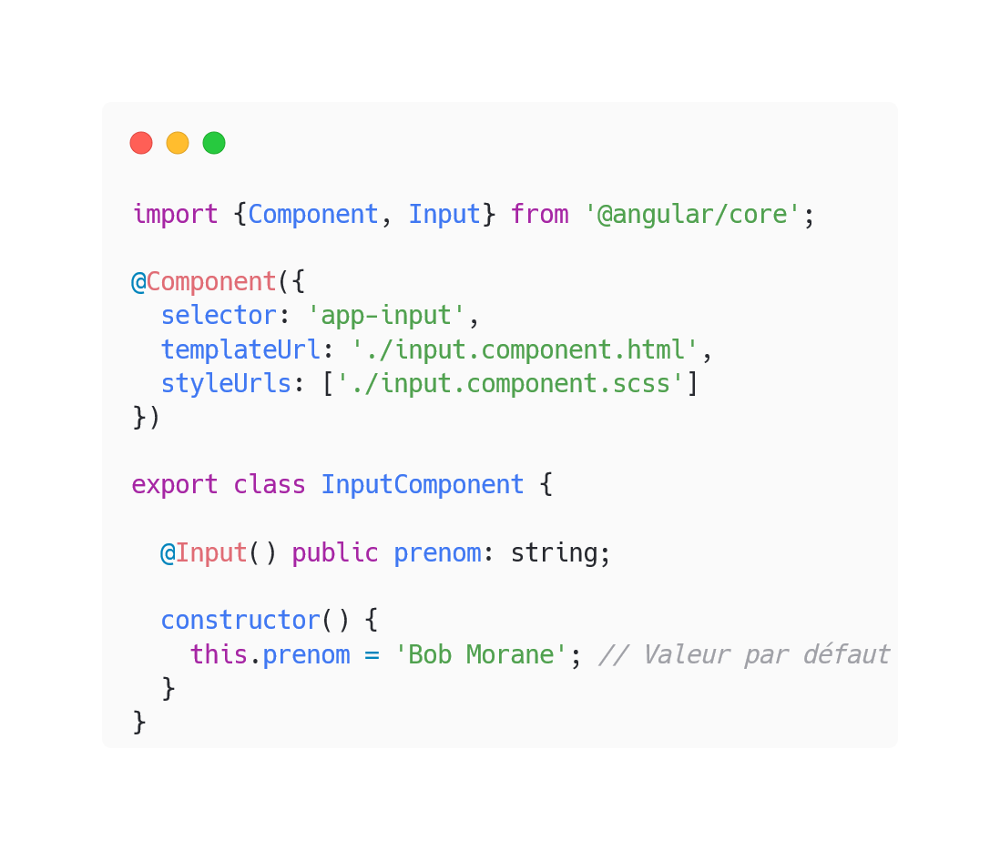 import {Component, Input} from '@angular/core';
@Component({
selector: 'app-input',
templateUrl: './input.component.html',
styleUrls: ['./input.component.scss']
})
export class InputComponent {
@Input() public prenom: string;
constructor() {
this.prenom = 'Bob Morane'; // Valeur par défaut
}
}